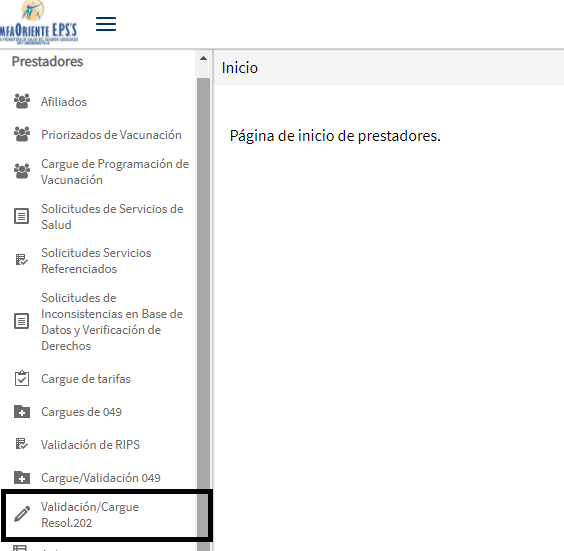 MFAORIENTE EPS'S
Prestadores
Inicio
Afiliados
Página de inicio de prestadores.
Priorizados de Vacunación
Cargue de Programación de
Vacunación
Solicitudes de Servicios de
Salud
Solicitudes Servicios
Referenciados
Solicitudes de
Inconsistencias en Base de
Datos y Verificación de
Derechos
Cargue de tarifas
Cargues de 049
Validación de RIPS
Cargue/Validación 049
Validación/Cargue
Resol.202